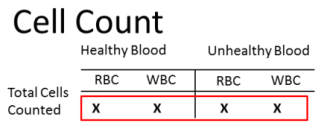 Cell Count
Healthy Blood Unhealthy Blood
RBC WBC RBC WBC
Total Cells
Counted X X X X